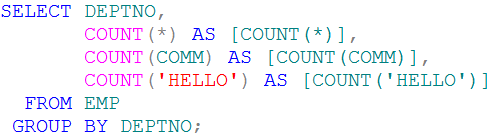 SELECT DEPTNO,
COUNT(*) AS [COUNT(*)],
COUNT(COMM) AS [COUNT(COMM)],
COUNT('HELLO') AS [COUNT('HELLO')]
FROM EMP
GROUP BY DEPTNO;